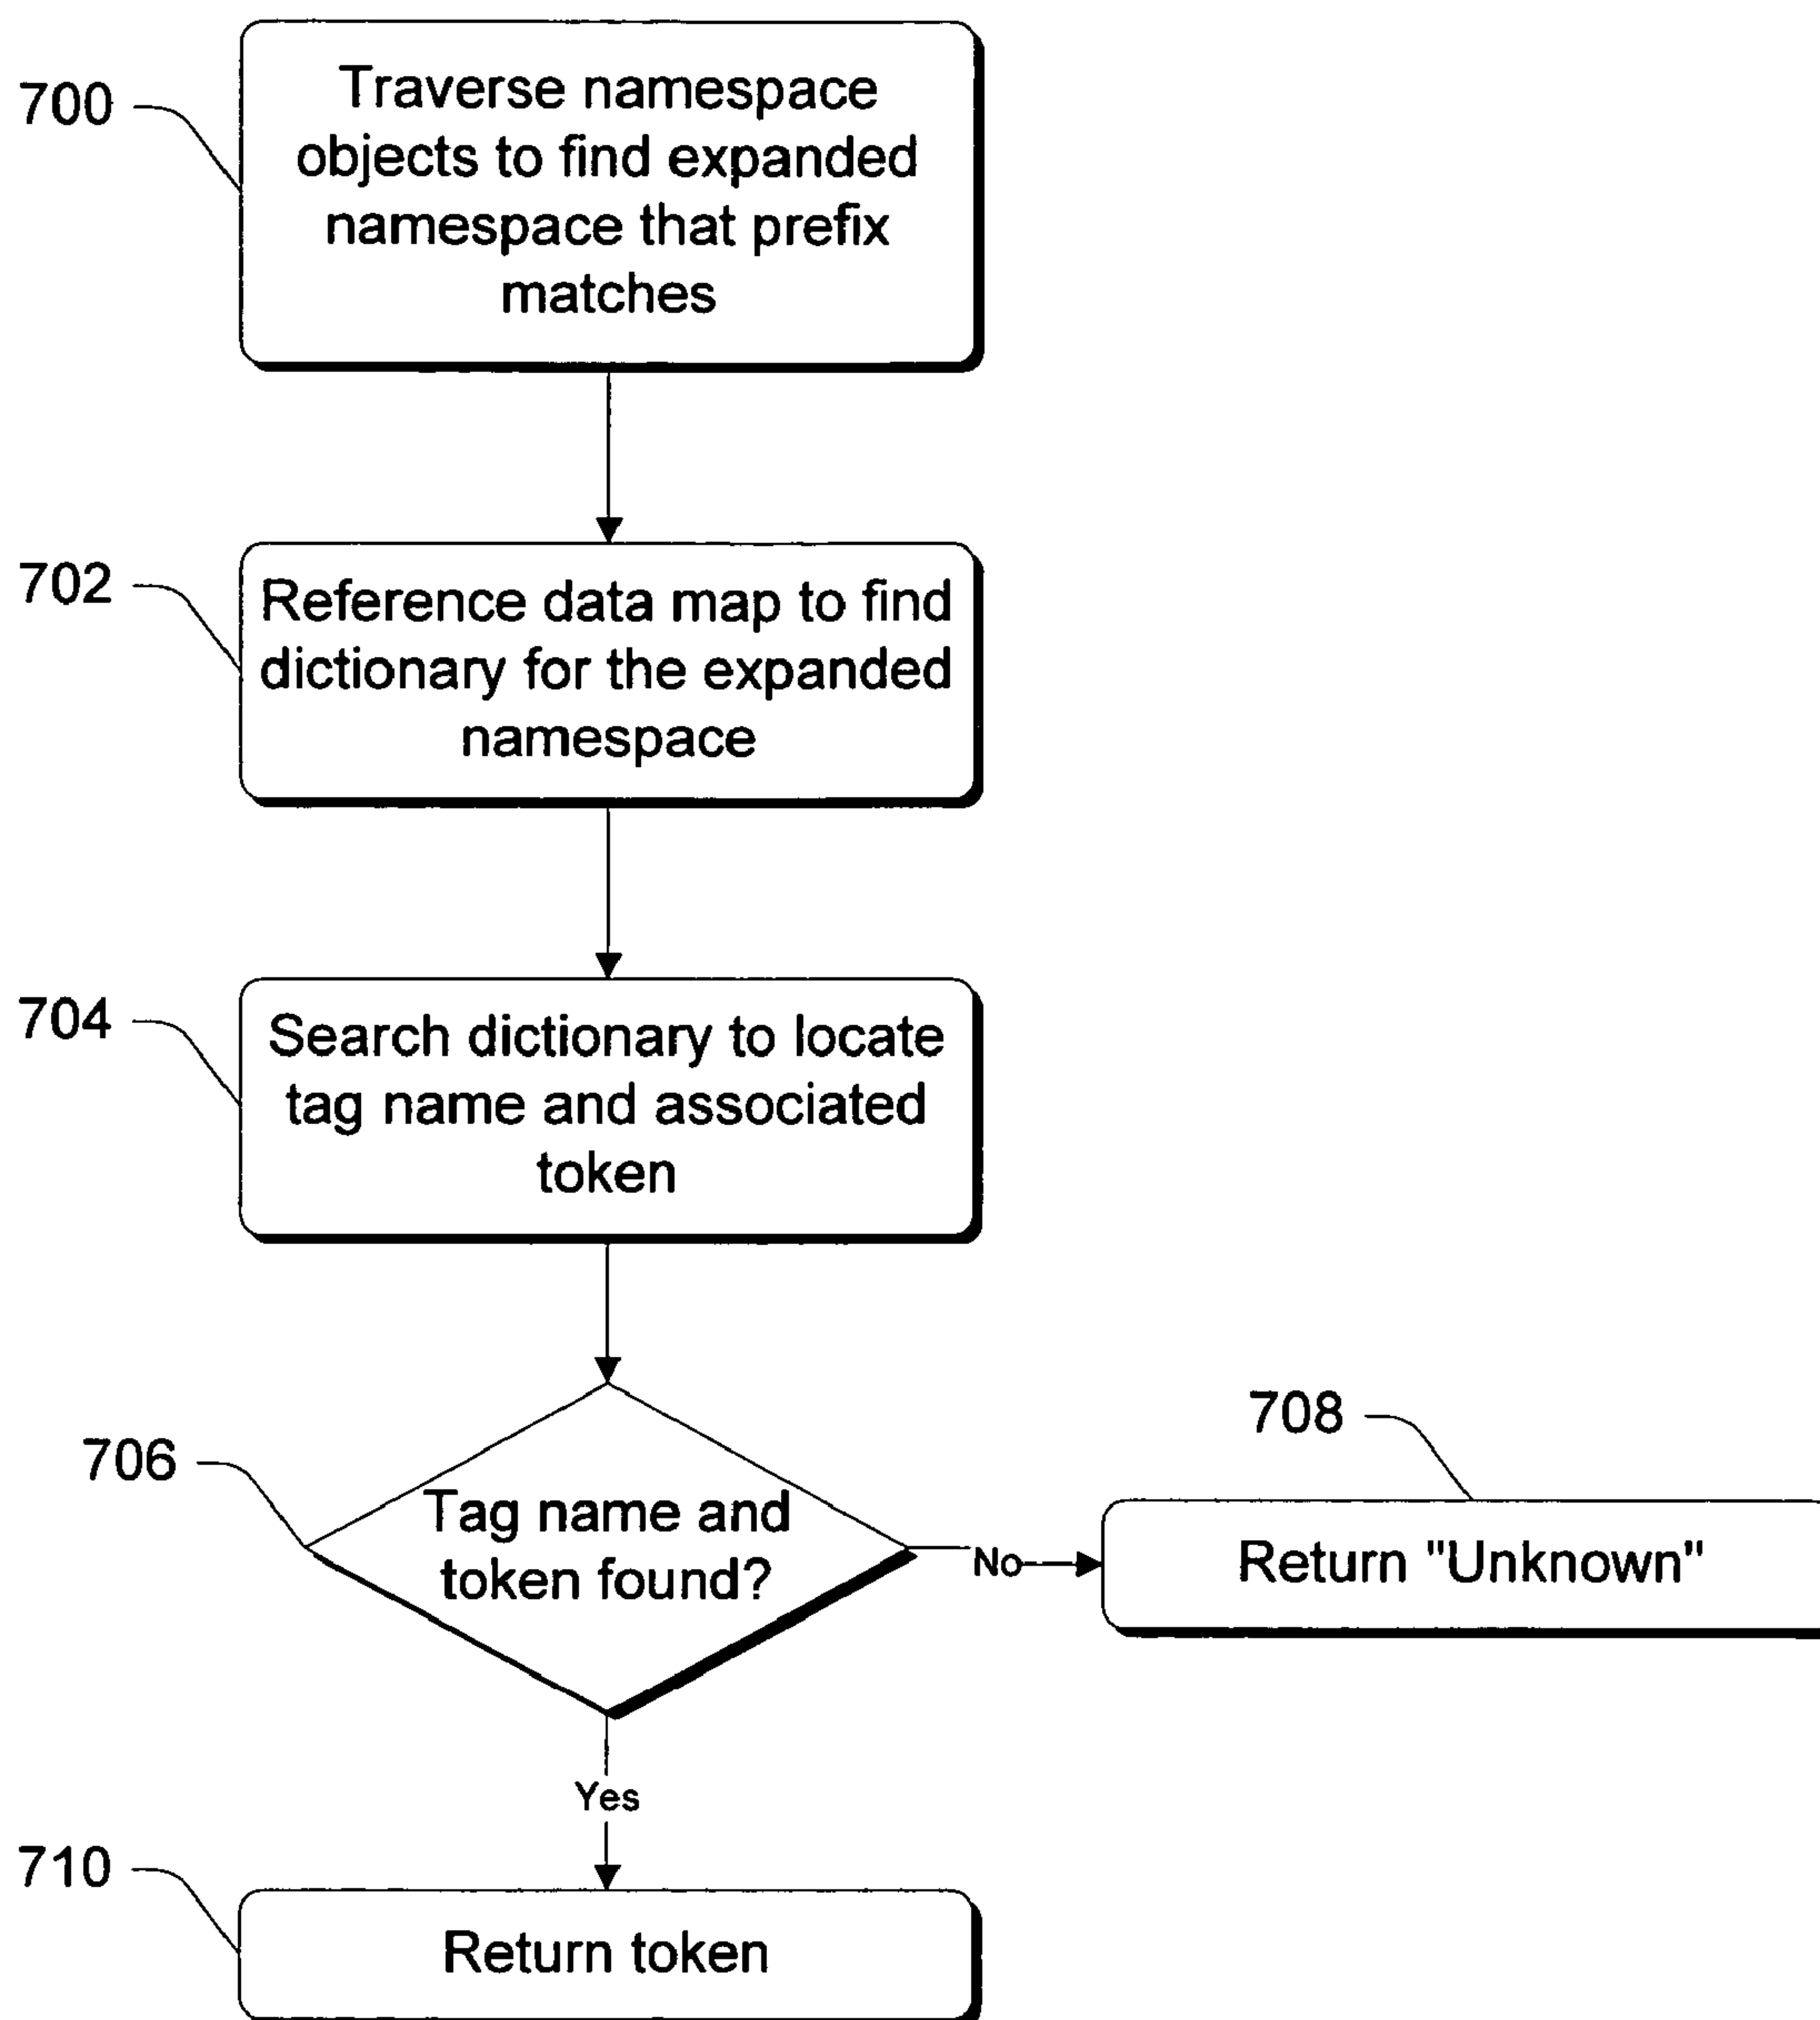 700
Traverse namespace
objects to find expanded
namespace that prefix
matches
702
Reference data map to find
dictionary for the expanded
namespace
704
Search dictionary to locate
tag name and associated
token
706
Tag name and
token found?
No
708
Return "Unknown"
Yes
710
Return token